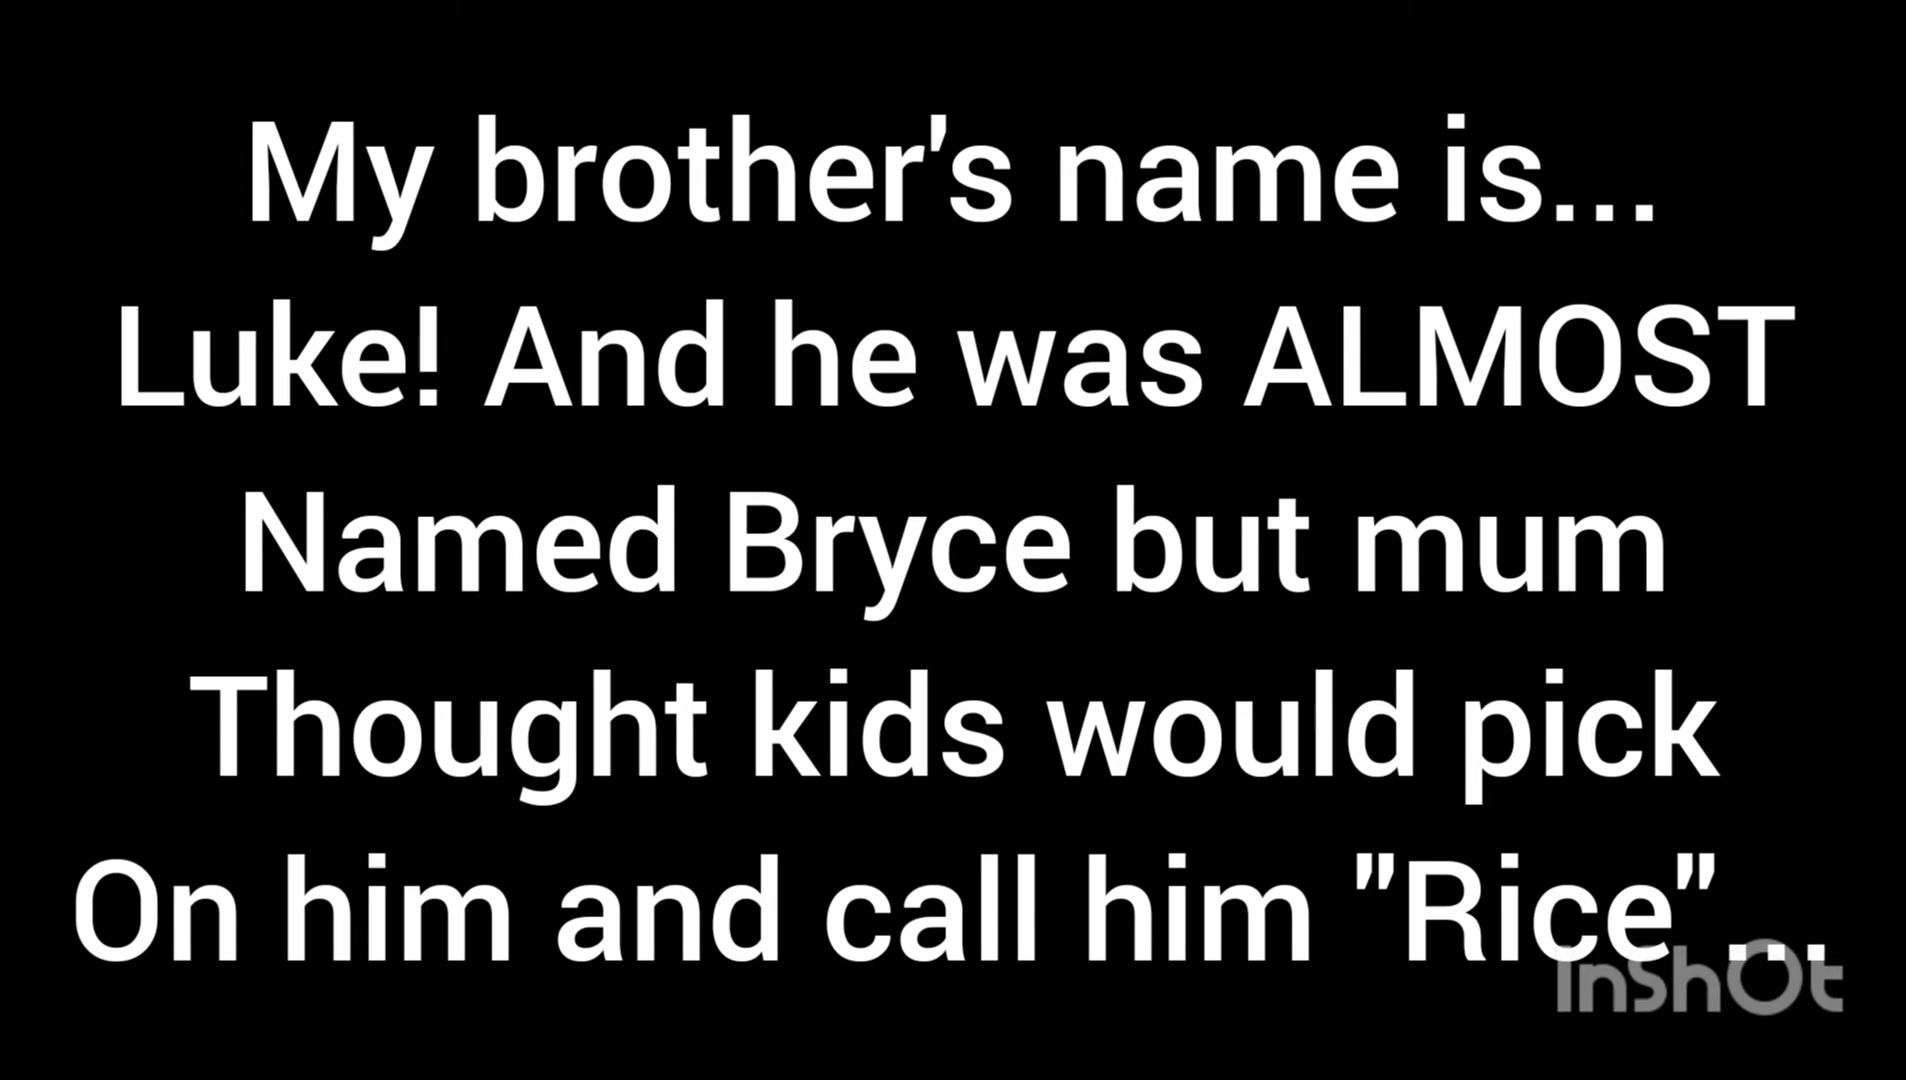 My brother's name is...
Luke! And he was ALMOST
Named Bryce but mum
Thought kids would pick
On him and call him "Rice"...
InShOt